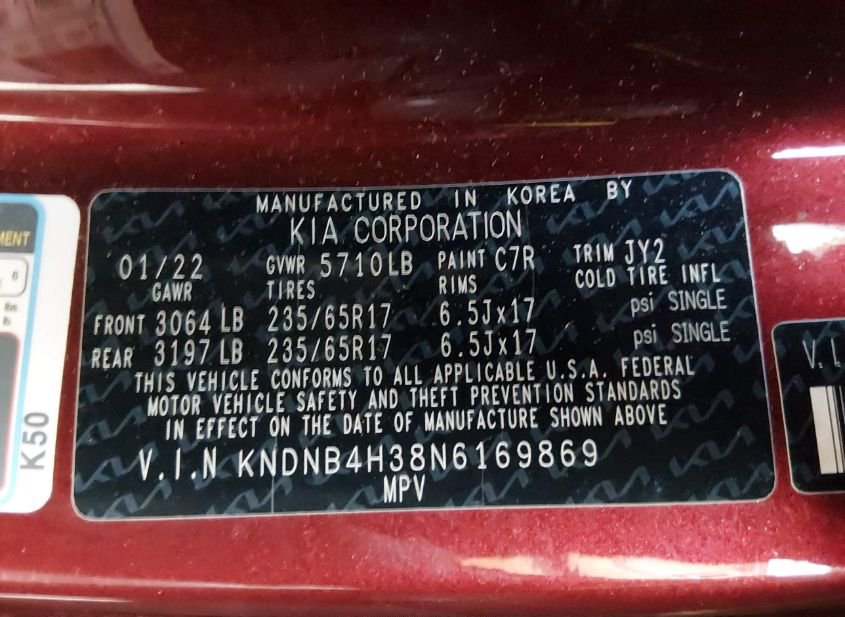 MANUFACTURED IN KOREA BY
KIA CORPORATION
01/22 GVWR 5710LB PAINT C7R TRIM JY2
GAWR TIRES RIMS COLD TIRE INFL
FRONT 3064 LB 235/65R17 6.5Jx17 psi SINGLE
REAR 3197 LB 235/65R17 6.5Jx17 psi SINGLE
THIS VEHICLE CONFORMS TO ALL APPLICABLE U.S.A. FEDERAL
MOTOR VEHICLE SAFETY AND THEFT PREVENTION STANDARDS
IN EFFECT ON THE DATE OF MANUFACTURE SHOWN ABOVE
V.I.N KNDNB4H38N6169869
MPV
K50
6
V.I.